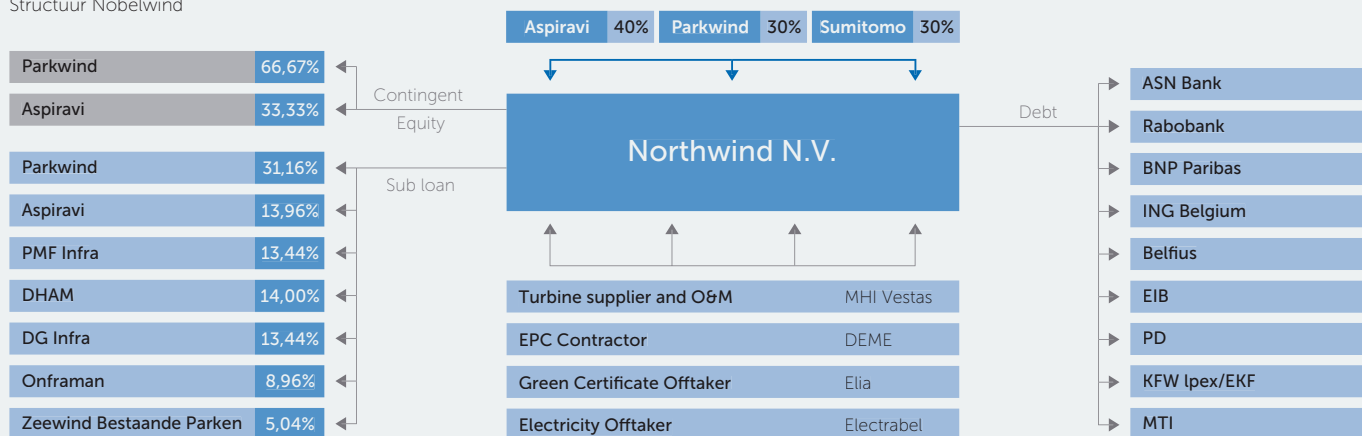 Structuur Nobelwind
Aspiravi 40% Parkwind 30% Sumitomo 30%
Parkwind 66,67%
Aspiravi 33,33%
Contingent
Equity
Parkwind 31,16%
Aspiravi 13,96%
PMF Infra 13,44%
DHAM 14,00%
DG Infra 13,44%
Onframan 8,96%
Zeewind Bestaande Parken 5,04%
Sub loan
Northwind N.V.
Turbine supplier and O&M MHI Vestas
EPC Contractor DEME
Green Certificate Offtaker Elia
Electricity Offtaker Electrabel
Debt
ASN Bank
Rabobank
BNP Paribas
ING Belgium
Belfius
EIB
PD
KFW lpex/EKF
MTI